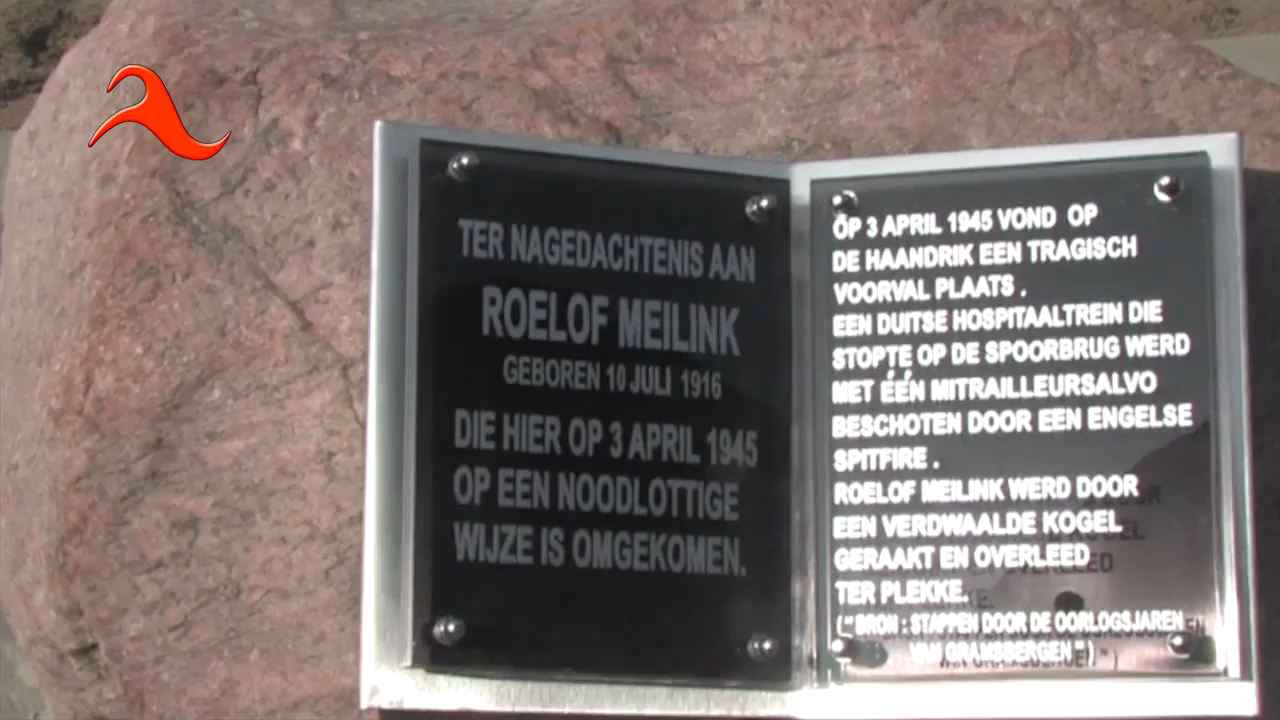 TER NAGEDACHTENIS AAN
ROELOF MEILINK
GEBOREN 10 JULI 1916
DIE HIER OP 3 APRIL 1945
OP EEN NOODLOTTIGE
WIJZE IS OMGEKOMEN.
OP 3 APRIL 1945 VOND OP
DE HAANDRIK EEN TRAGISCH
VOORVAL PLAATS .
EEN DUITSE HOSPITAALTREIN DIE
STOPTE OP DE SPOORBRUG WERD
MET ÉÉN MITRAILLEURSALVO
BESCHOTEN DOOR EEN ENGELSE
SPITFIRE .
ROELOF MEILINK WERD DOOR
EEN VERDWAALDE KOGEL
GERAAKT EN OVERLEED
TER PLEKKE.
( " BRON : STAPPEN DOOR DE OORLOGSJAREN
VAN GRAMSBERGEN " )